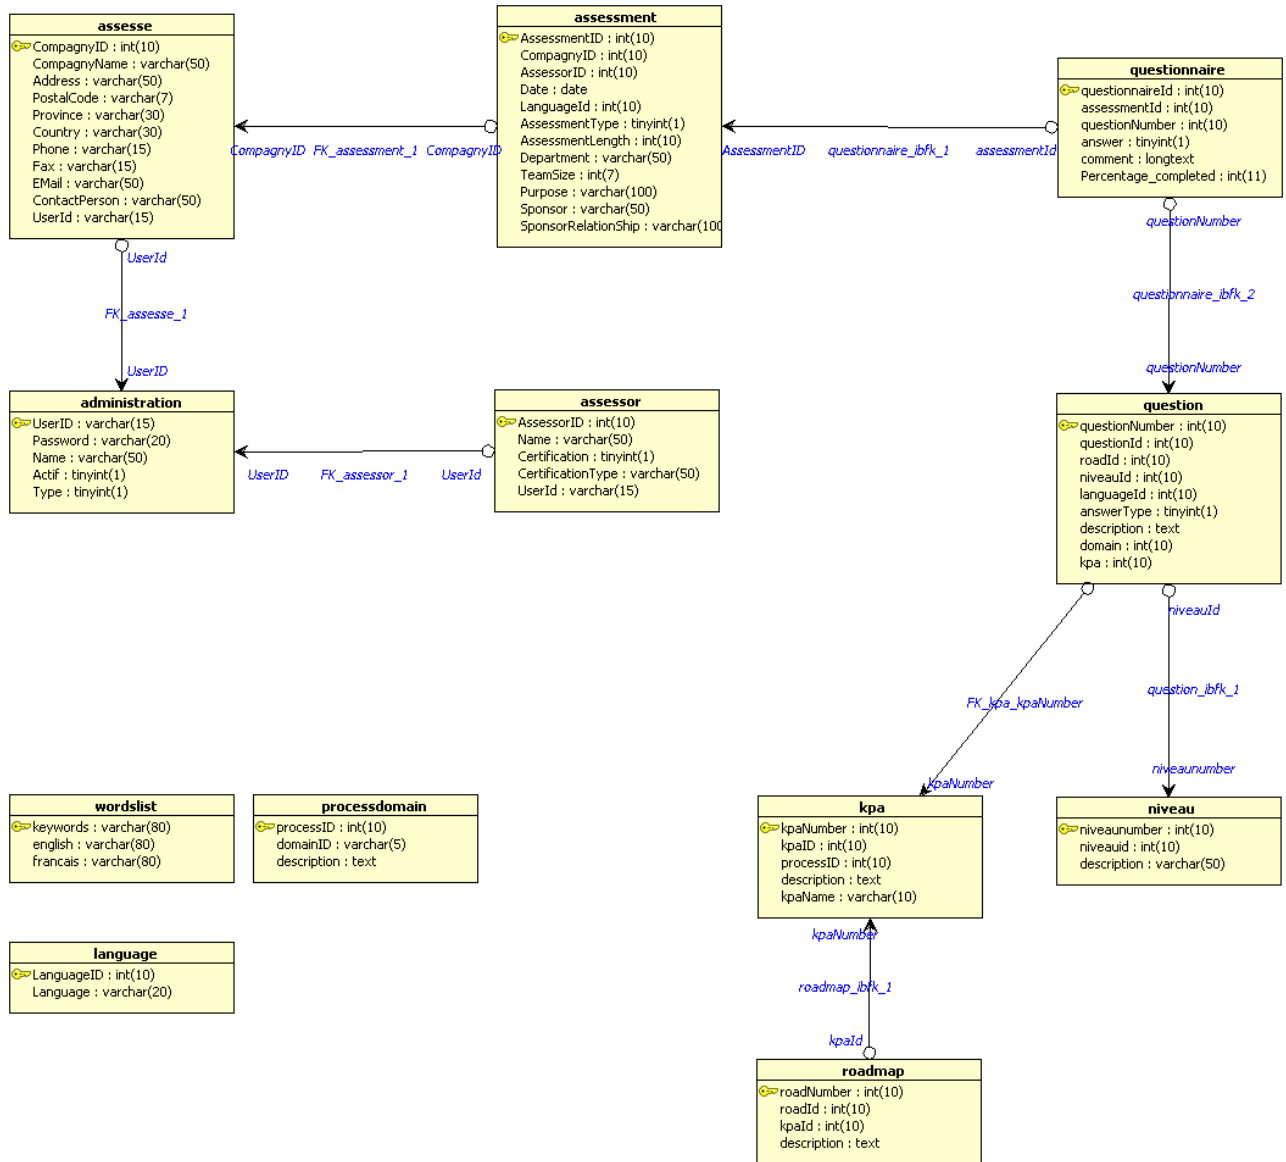 assesse
CompagnyID : int(10)
CompagnyName : varchar(50)
Address : varchar(50)
PostalCode : varchar(7)
Province : varchar(30)
Country : varchar(30)
Phone : varchar(15)
Fax : varchar(15)
EMail : varchar(50)
ContactPerson : varchar(50)
UserId : varchar(15)
assessment
AssessmentID : int(10)
CompagnyID : int(10)
AssessorID : int(10)
Date : date
LanguageId : int(10)
AssessmentType : tinyint(1)
AssessmentLength : int(10)
Department : varchar(50)
TeamSize : int(7)
Purpose : varchar(100)
Sponsor : varchar(50)
SponsorRelationShip : varchar(100
questionnaire
questionnaireId : int(10)
assessmentId : int(10)
questionNumber : int(10)
answer : tinyint(1)
comment : longtext
Percentage_completed : int(11)
CompagnyID FK_assessment_1 CompagnyID
AssessmentID questionnaire_ibfk_1 assessmentId
questionNumber
questionnaire_ibfk_2
questionNumber
UserId
FK_assesse_1
UserID
administration
UserID : varchar(15)
Password : varchar(20)
Name : varchar(50)
Actif : tinyint(1)
Type : tinyint(1)
UserID FK_assessor_1 UserId
assessor
AssessorID : int(10)
Name : varchar(50)
Certification : tinyint(1)
CertificationType : varchar(50)
UserId : varchar(15)
question
questionNumber : int(10)
questionId : int(10)
roadId : int(10)
niveauId : int(10)
languageId : int(10)
answerType : tinyint(1)
description : text
domain : int(10)
kpa : int(10)
niveauId
question_ibfk_1
niveaunumber
FK_kpa_kpaNumber
kpaNumber
wordslist
keywords : varchar(80)
english : varchar(80)
francais : varchar(80)
processdomain
processID : int(10)
domainID : varchar(5)
description : text
kpa
kpaNumber : int(10)
kpaID : int(10)
processID : int(10)
description : text
kpaName : varchar(10)
niveau
niveaunumber : int(10)
niveauid : int(10)
description : varchar(50)
language
LanguageID : int(10)
Language : varchar(20)
kpaNumber
roadmap_ibfk_1
kpaId
roadmap
roadNumber : int(10)
roadId : int(10)
kpaId : int(10)
description : text